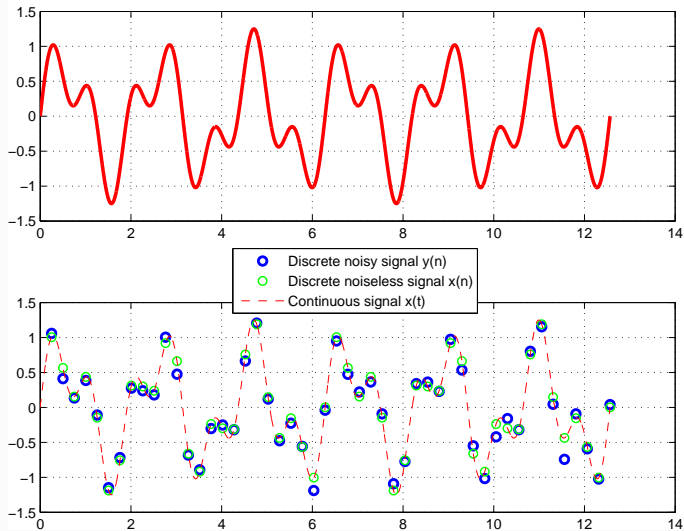 1.5
1
0.5
0
−0.5
−1
−1.5
0 2 4 6 8 10 12 14
Discrete noisy signal y(n)
Discrete noiseless signal x(n)
Continuous signal x(t)
1.5
1
0.5
0
−0.5
−1
−1.5
0 2 4 6 8 10 12 14